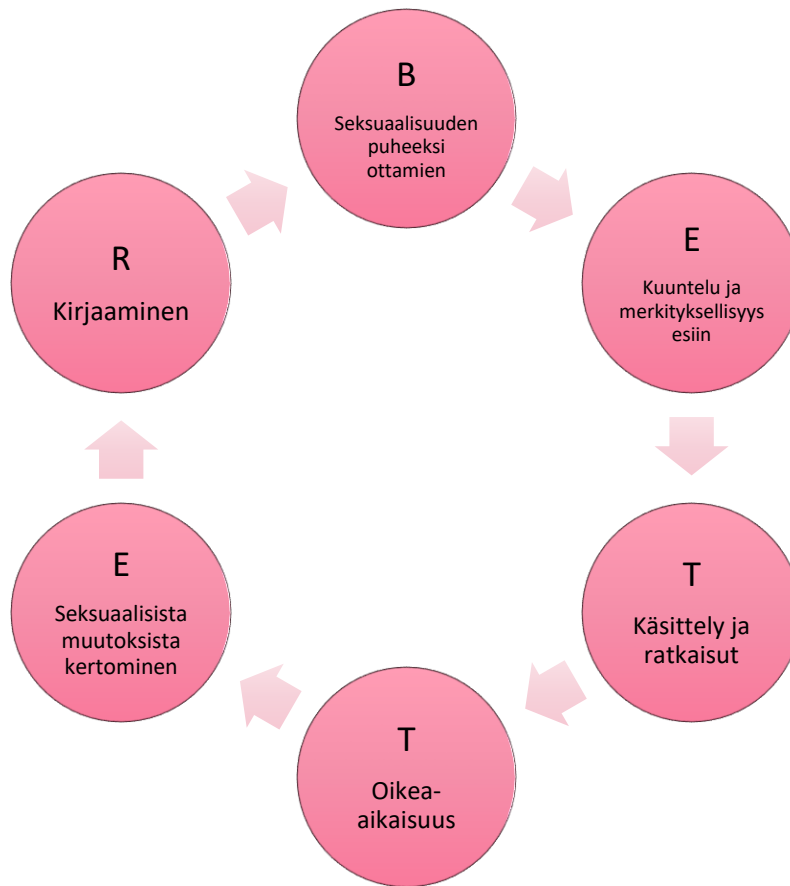 B
Seksuaalisuuden
puheeksi
ottamien
E
Kuuntelu ja
merkityksellisyys
esiin
T
Käsittely ja
ratkaisut
T
Oikea-
aikaisuus
E
Seksuaalisista
muutoksista
kertominen
R
Kirjaaminen